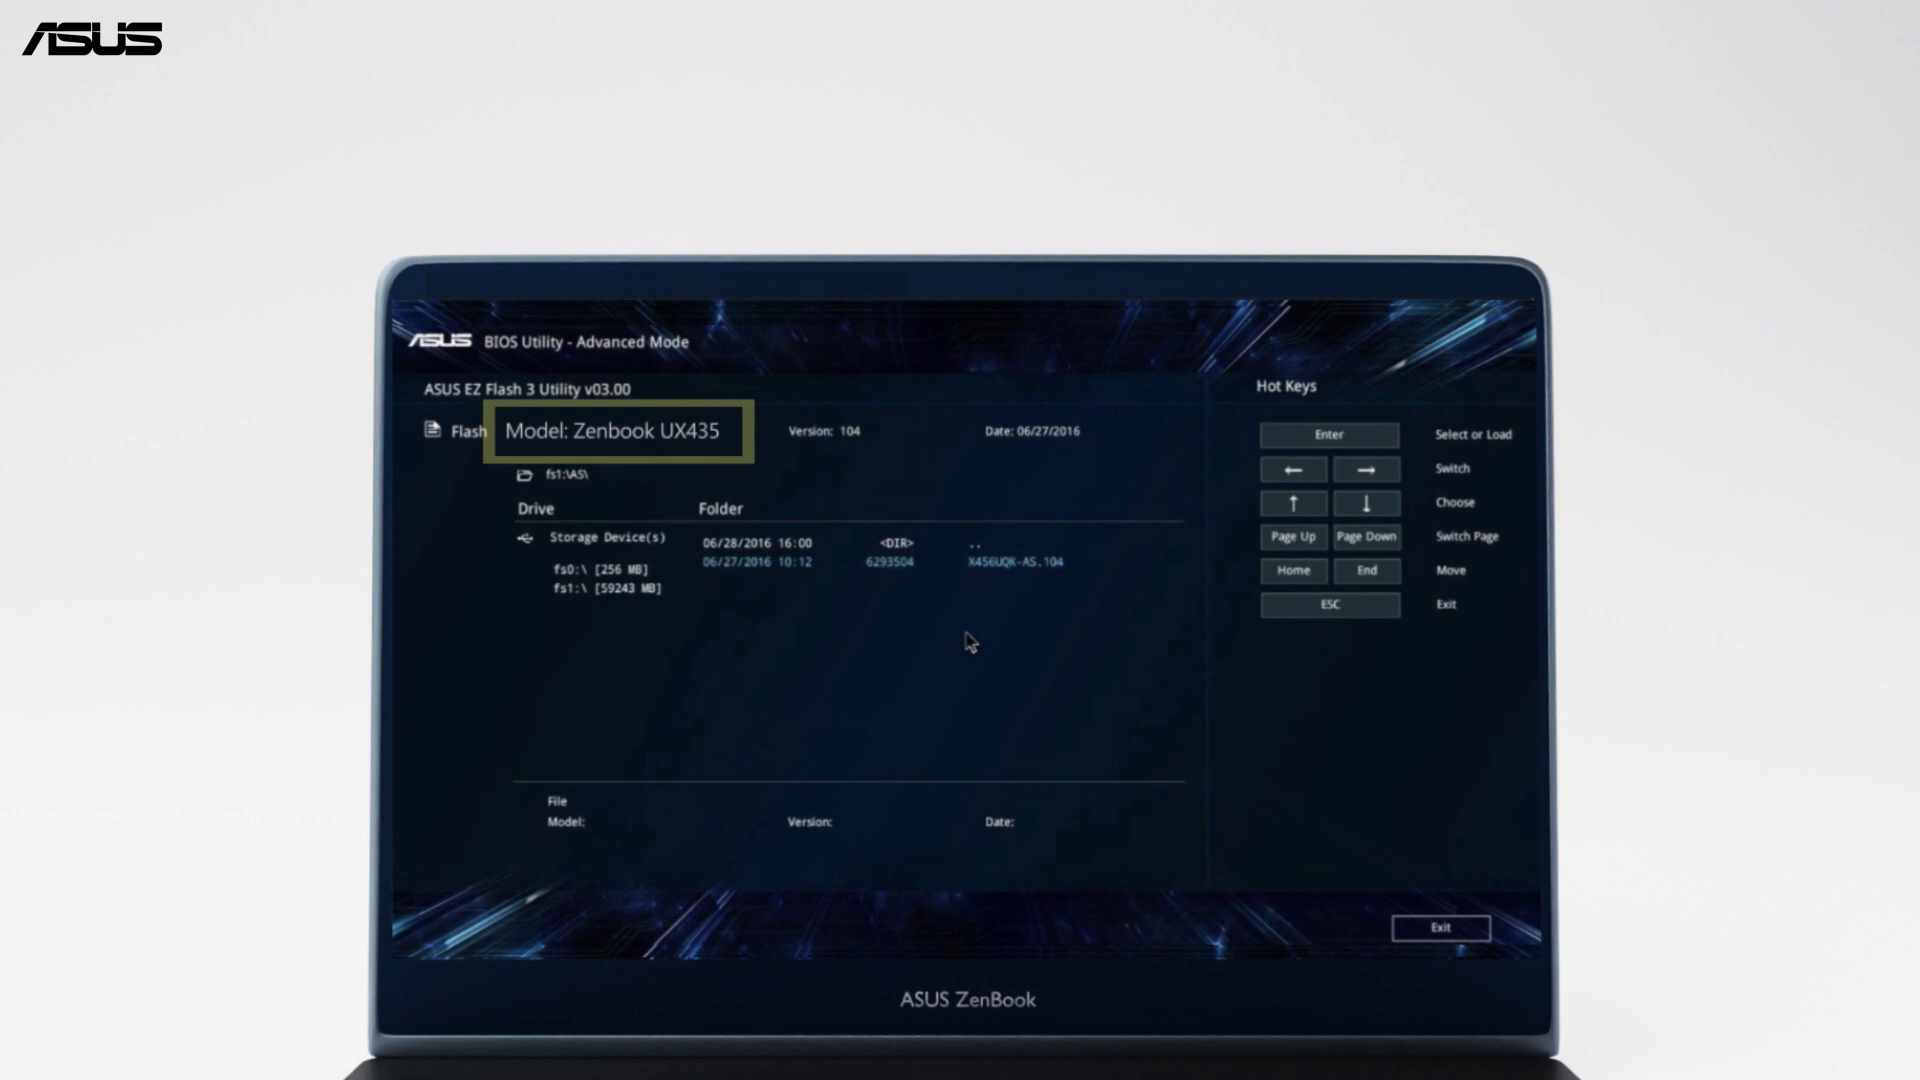 ASUS
ASUS BIOS Utility - Advanced Mode
ASUS EZ Flash 3 Utility v03.00
Flash Model: Zenbook UX435 Version: 104 Date: 06/27/2016
fs1:\AS\
Drive Folder
Storage Device(s) 06/28/2016 16:00 <DIR> ..
06/27/2016 10:12 6293504 X456UQK-AS.104
fs0:\ [256 MB]
fs1:\ [59243 MB]
File
Model: Version: Date:
Hot Keys
Enter Select or Load
← → Switch
↑ ↓ Choose
Page Up Page Down Switch Page
Home End Move
ESC Exit
Exit
ASUS ZenBook